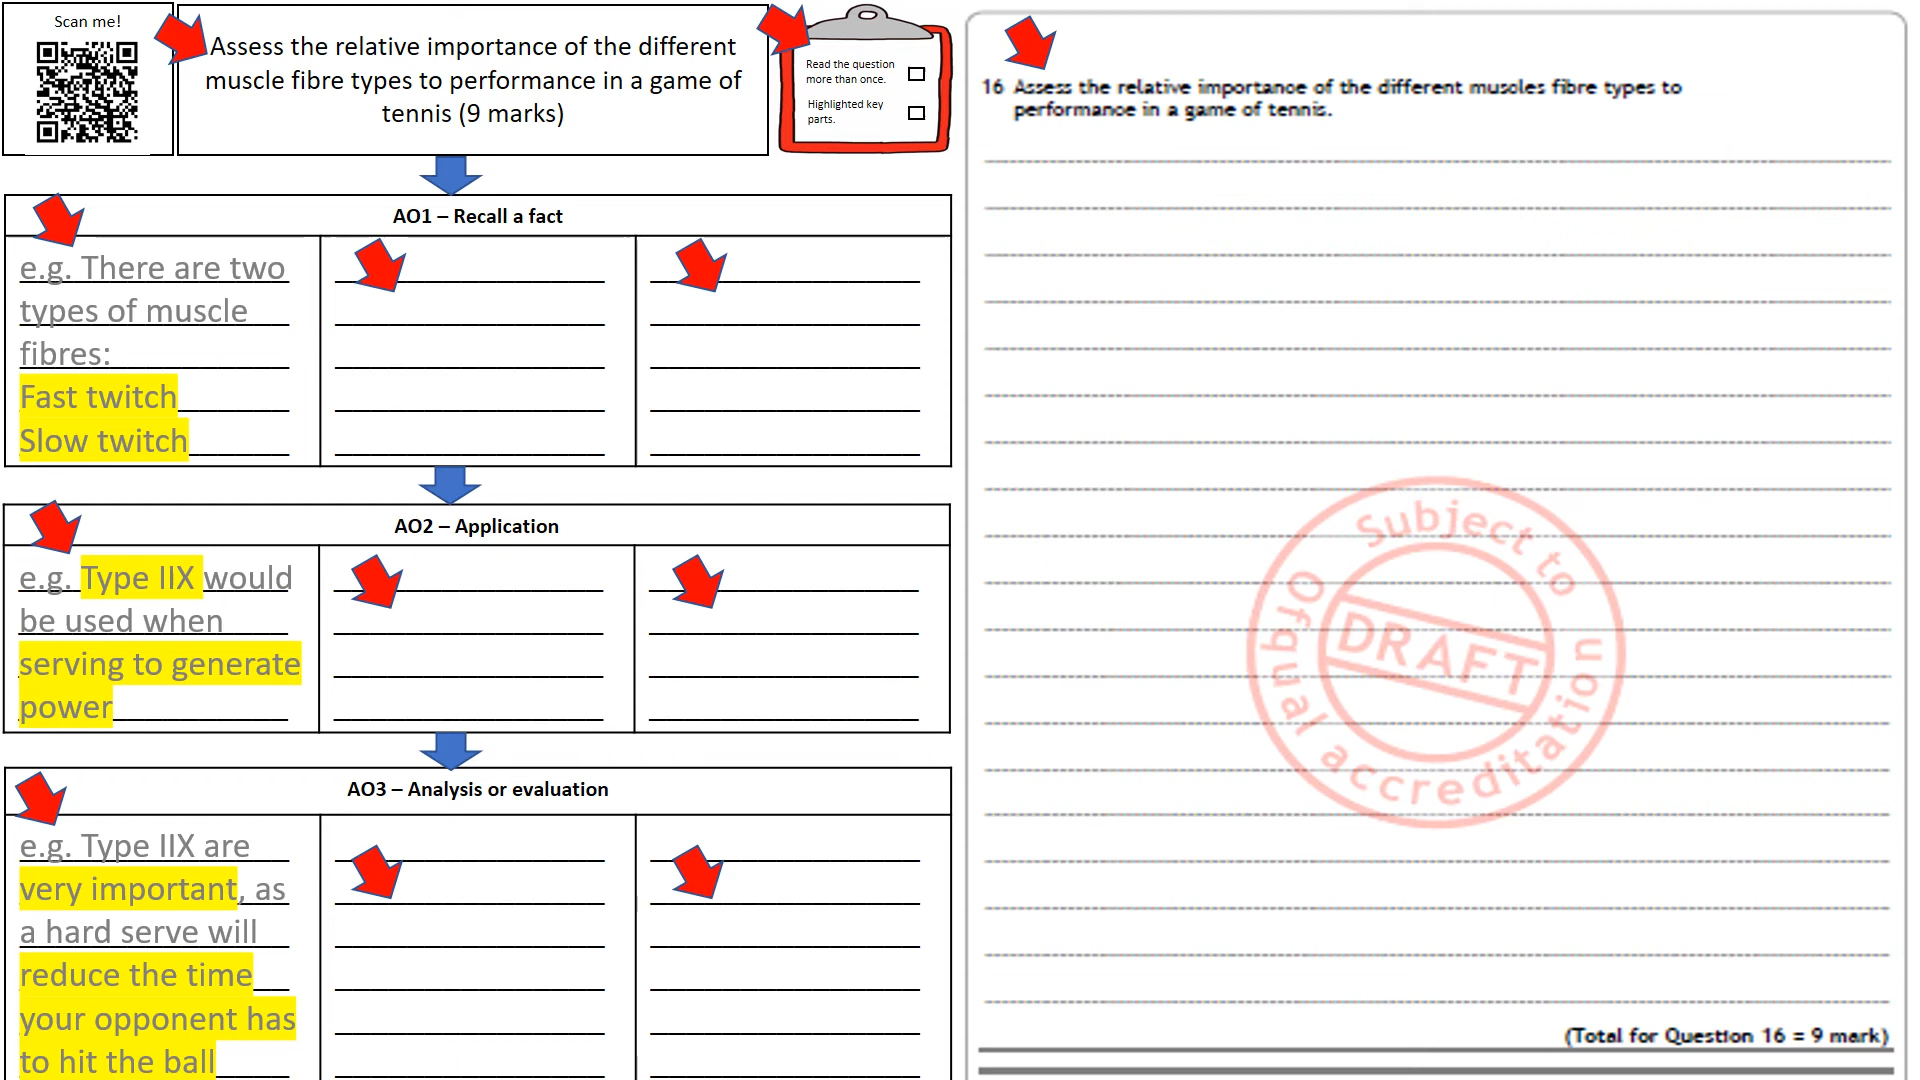 Scan me!
Assess the relative importance of the different
muscle fibre types to performance in a game of
tennis (9 marks)
Read the question
more than once.
Highlighted key
parts.
AO1 – Recall a fact
e.g. There are two
types of muscle
fibres:
Fast twitch
Slow twitch
AO2 – Application
e.g. Type IIX would
be used when
serving to generate
power
AO3 – Analysis or evaluation
e.g. Type IIX are
very important, as
a hard serve will
reduce the time
your opponent has
to hit the ball
16 Assess the relative importance of the different muscles fibre types to
performance in a game of tennis.
Subject to
DRAFT
Ofqual accreditation
(Total for Question 16 = 9 mark)